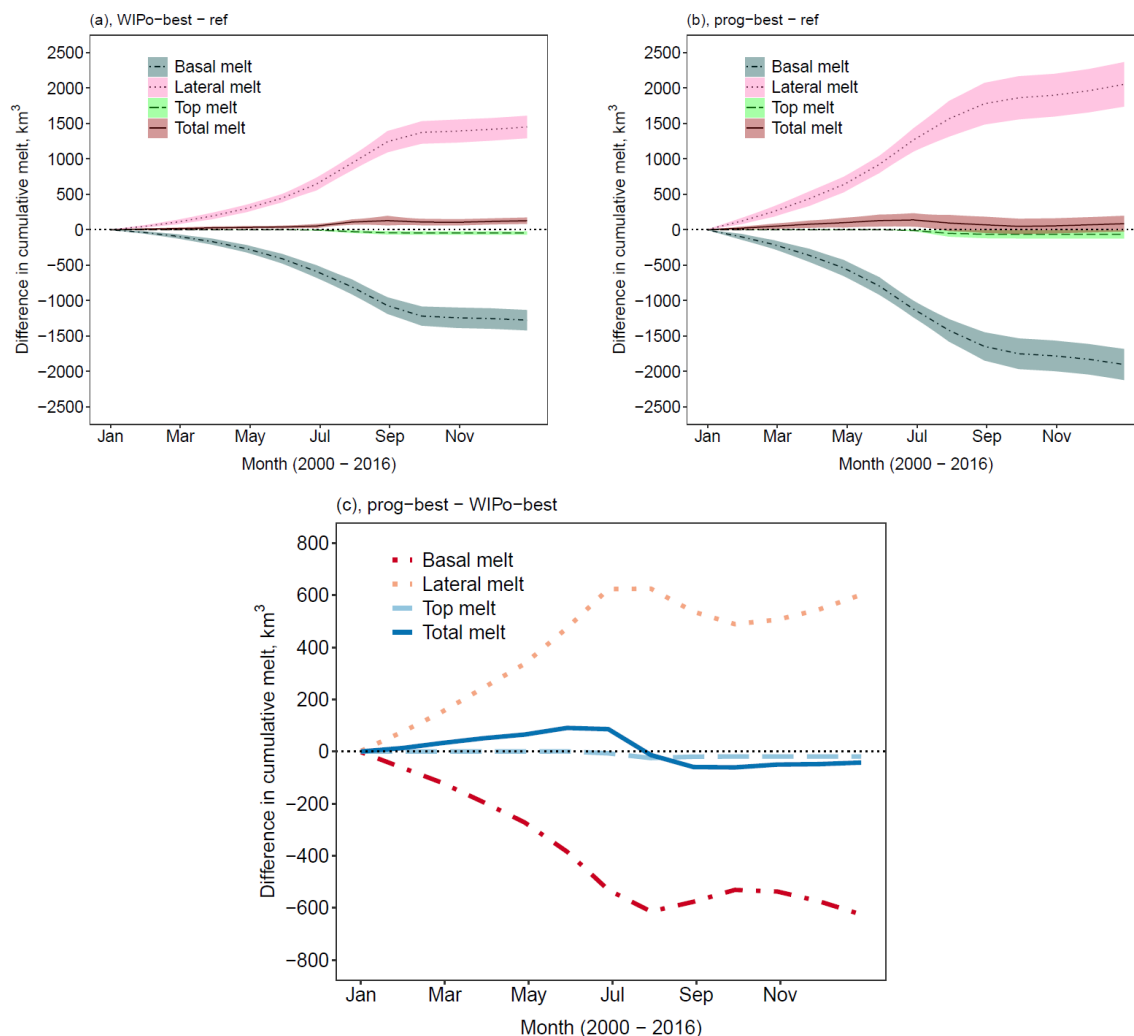 (a), WIPo−best − ref
Difference in cumulative melt, km³
2500
2000
1500
1000
500
0
−500
−1000
−1500
−2000
−2500
Basal melt
Lateral melt
Top melt
Total melt
Jan Mar May Jul Sep Nov
Month (2000 − 2016)
(b), prog−best − ref
Difference in cumulative melt, km³
2500
2000
1500
1000
500
0
−500
−1000
−1500
−2000
−2500
Basal melt
Lateral melt
Top melt
Total melt
Jan Mar May Jul Sep Nov
Month (2000 − 2016)
(c), prog−best − WIPo−best
Difference in cumulative melt, km³
800
600
400
200
0
−200
−400
−600
−800
Basal melt
Lateral melt
Top melt
Total melt
Jan Mar May Jul Sep Nov
Month (2000 − 2016)